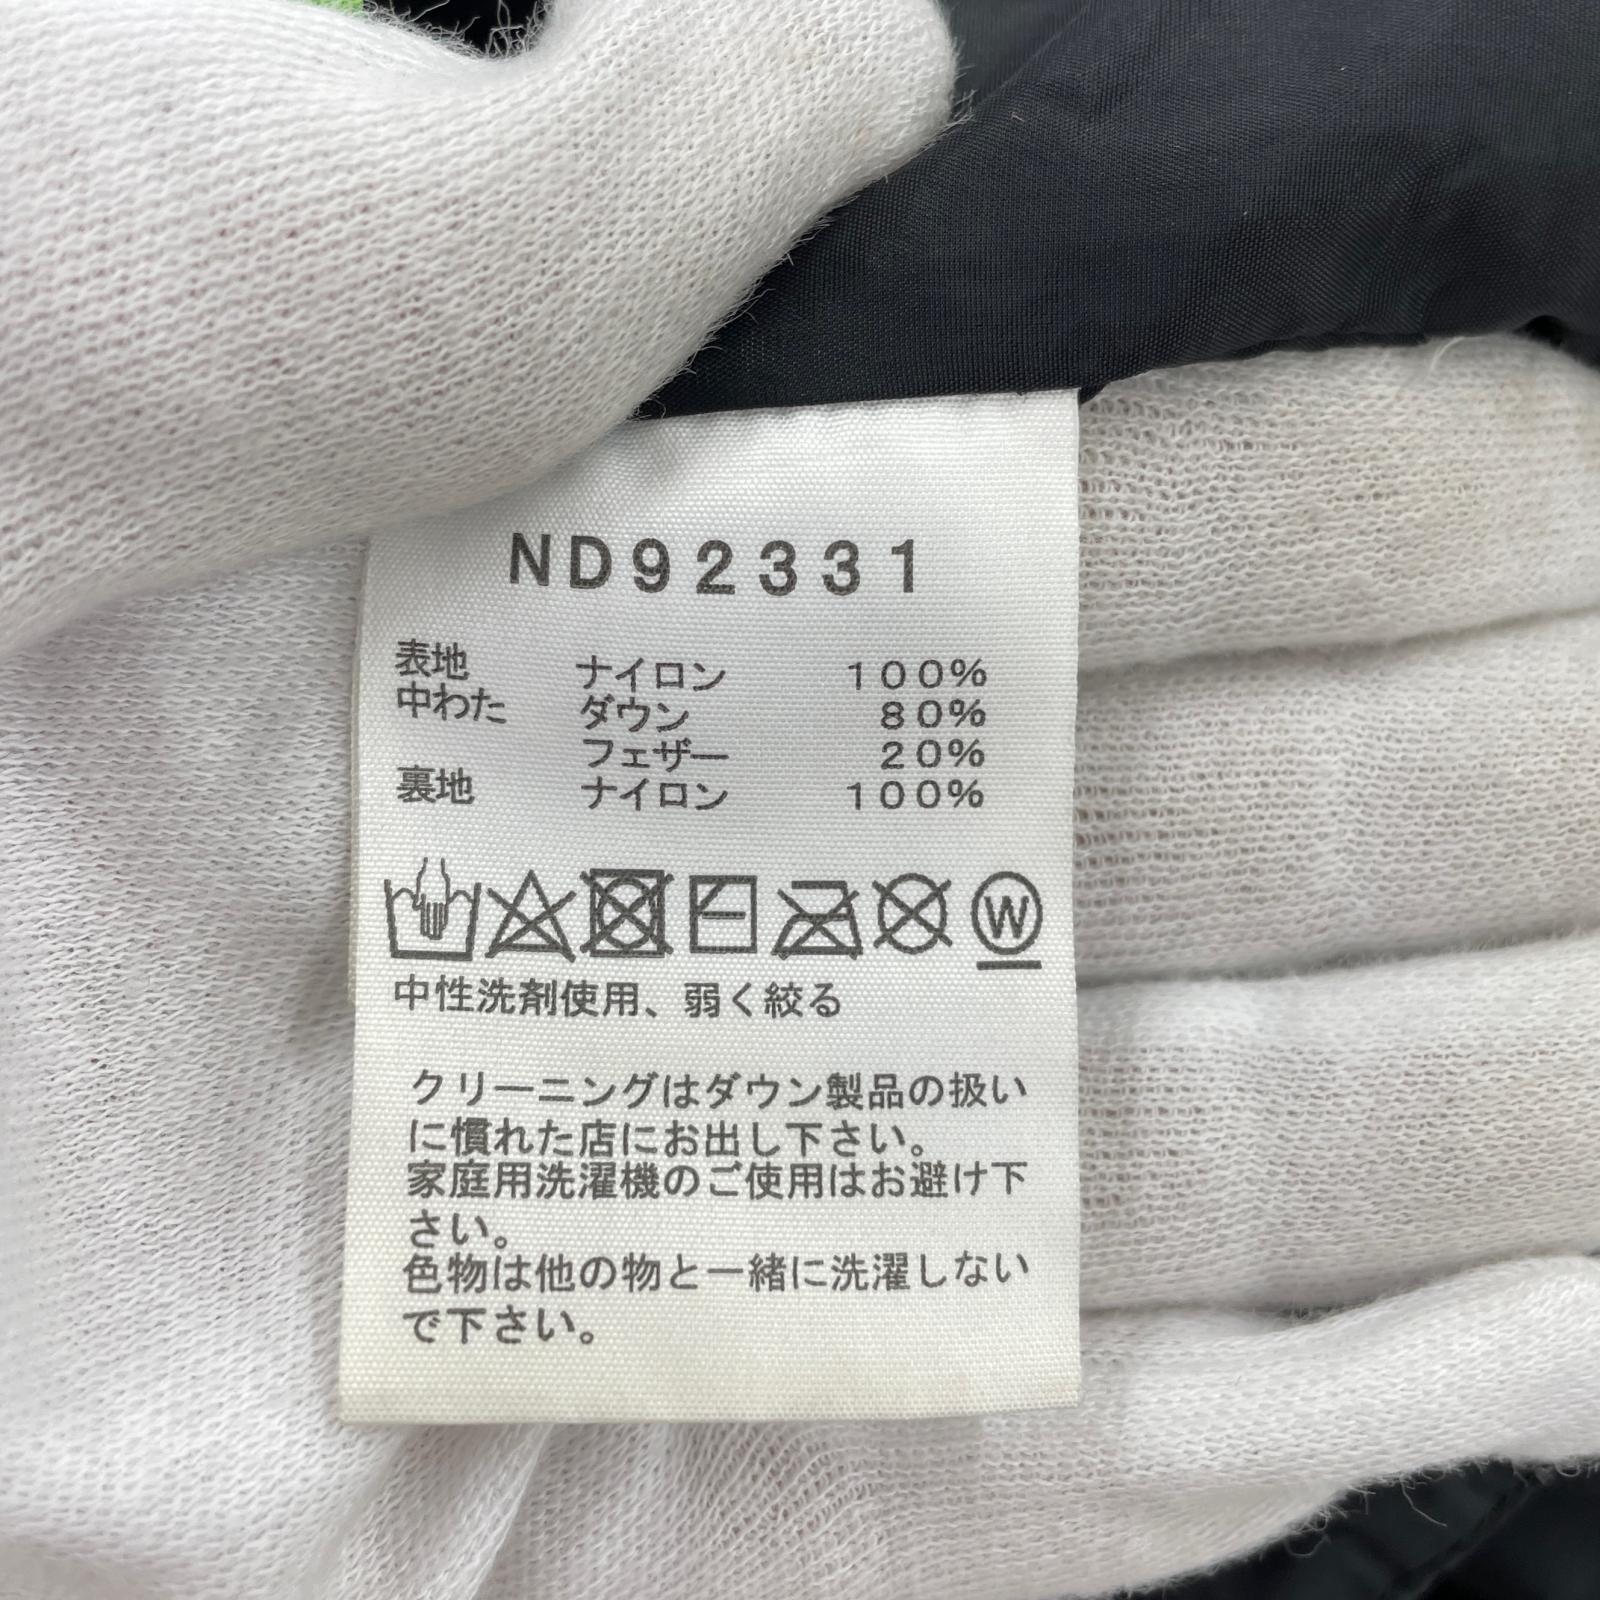 ND92331
表地 ナイロン 100%
中わた ダウン 80%
フェザー 20%
裏地 ナイロン 100%
W
中性洗剤使用、弱く絞る
クリーニングはダウン製品の扱い
に慣れた店にお出し下さい。
家庭用洗濯機のご使用はお避け下
さい。
色物は他の物と一緒に洗濯しない
で下さい。